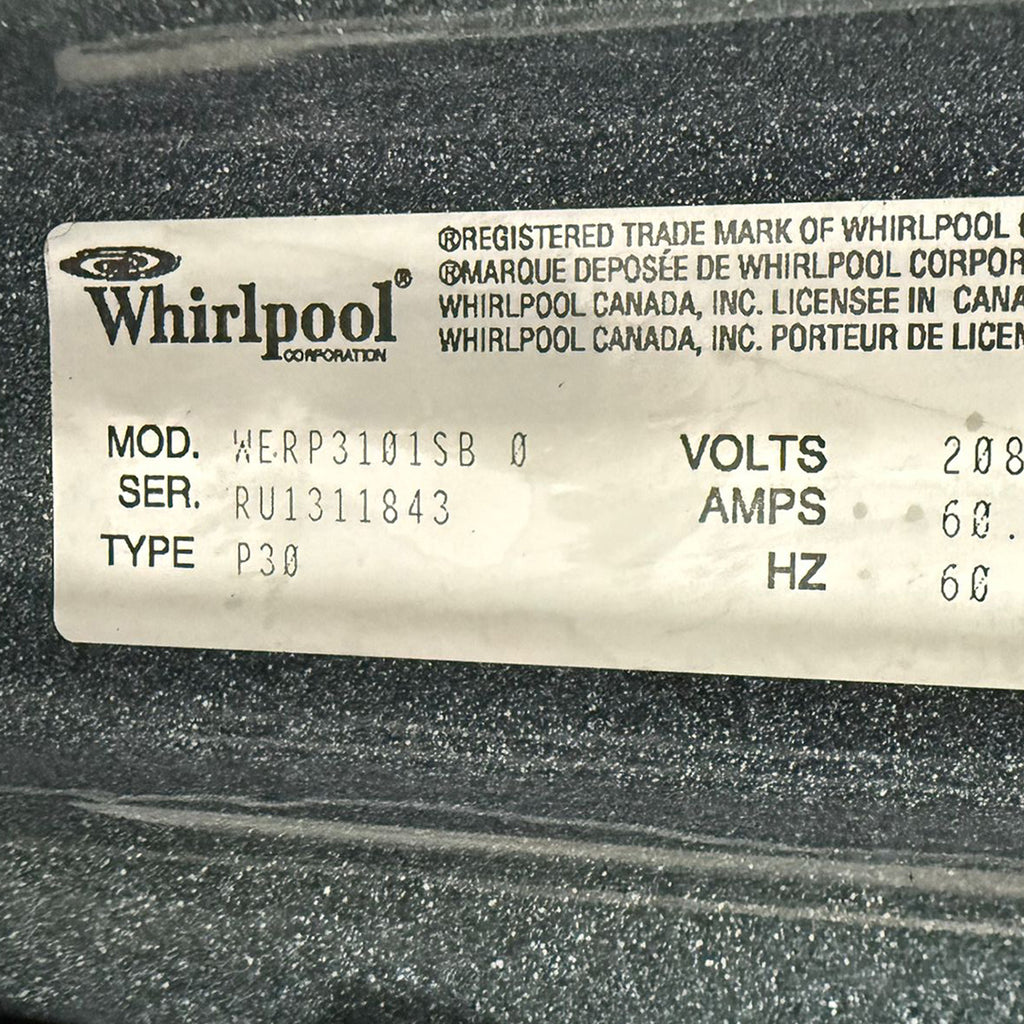 Whirlpool®
CORPORATION
®REGISTERED TRADE MARK OF WHIRLPOOL
®MARQUE DEPOSÉE DE WHIRLPOOL CORPOR
WHIRLPOOL CANADA, INC. LICENSEE IN CANA
WHIRLPOOL CANADA, INC. PORTEUR DE LICEN
MOD. WERP3101SB 0
SER. RU1311843
TYPE P30
VOLTS 208
AMPS 60.
HZ 60